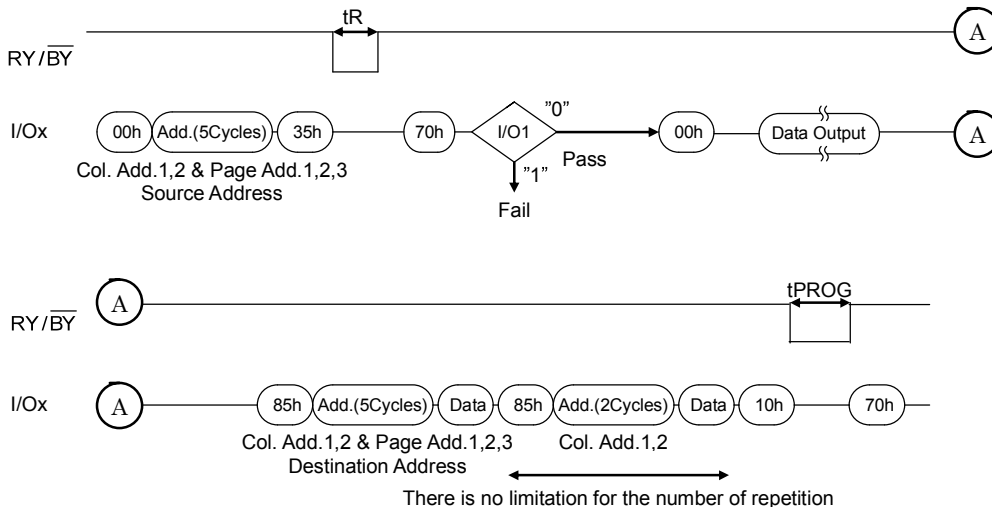 tR
A
RY/BY
I/Ox
00h Add.(5Cycles) 35h 70h I/O1 "0" 00h Data Output A
Pass
"1"
Col. Add.1,2 & Page Add.1,2,3
Source Address
Fail
A
tPROG
RY/BY
I/Ox
A 85h Add.(5Cycles) Data 85h Add.(2Cycles) Data 10h 70h
Col. Add.1,2 & Page Add.1,2,3 Col. Add.1,2
Destination Address
There is no limitation for the number of repetition